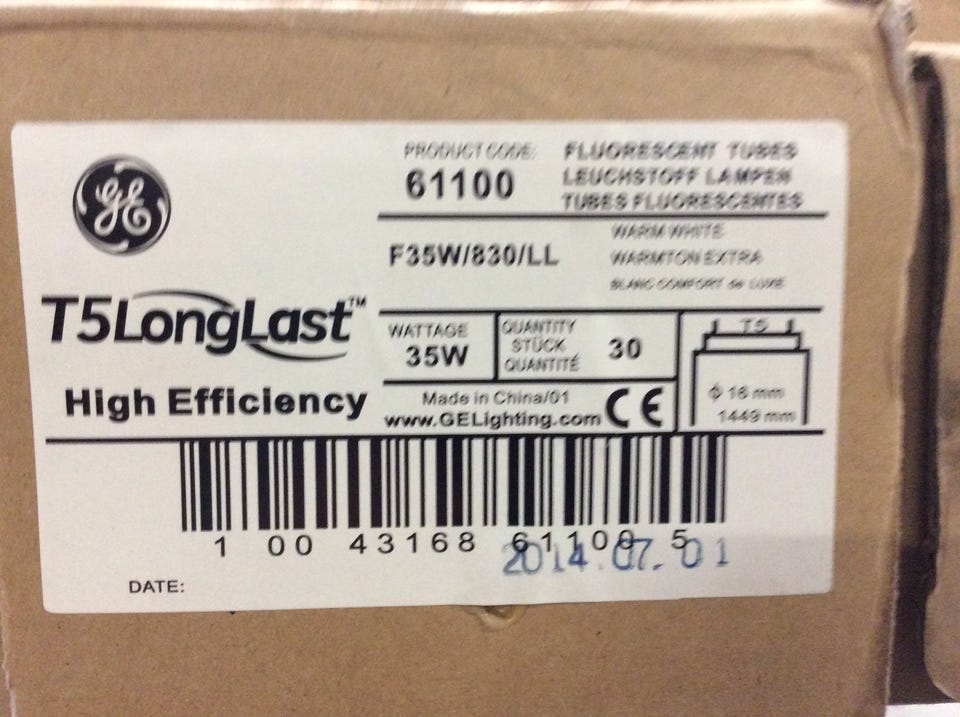 GE
PRODUCT CODE:
61100
FLUORESCENT TUBES
LEUCHSTOFF LAMPEN
TUBES FLUORESCENTES
F35W/830/LL
WARM WHITE
WARMTON EXTRA
BLANC COMFORT de LUXE
T5LongLast™
High Efficiency
WATTAGE
35W
QUANTITY
STÜCK
QUANTITÉ
30
T5
ϕ 16 mm
1449 mm
Made in China/01
www.GELighting.com
CE
1 00 43168 61100 5
2014.07.01
DATE: